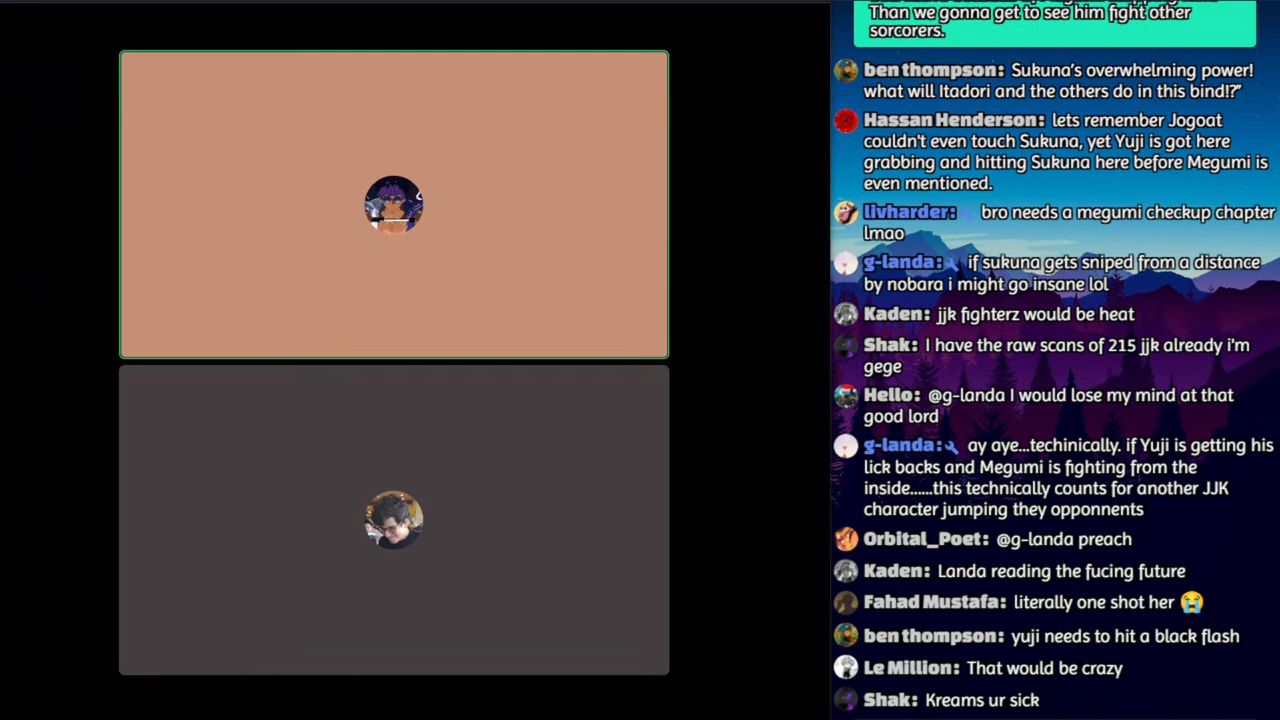 Than we gonna get to see him fight other
sorcerers.
ben thompson: Sukuna's overwhelming power!
what will Itadori and the others do in this bind!?"
Hassan Henderson: lets remember Jogoat
couldn't even touch Sukuna, yet Yuji is got here
grabbing and hitting Sukuna here before Megumi is
even mentioned.
livharder: bro needs a megumi checkup chapter
lmao
g-landa: if sukuna gets sniped from a distance
by nobara i might go insane lol
Kaden: jjk fighterz would be heat
Shak: I have the raw scans of 215 jjk already i'm
gege
Hello: @g-landa I would lose my mind at that
good lord
g-landa: ay aye...techinically. if Yuji is getting his
lick backs and Megumi is fighting from the
inside......this technically counts for another JJK
character jumping they opponnents
Orbital_Poet: @g-landa preach
Kaden: Landa reading the fucing future
Fahad Mustafa: literally one shot her 😭
ben thompson: yuji needs to hit a black flash
Le Million: That would be crazy
Shak: Kreams ur sick